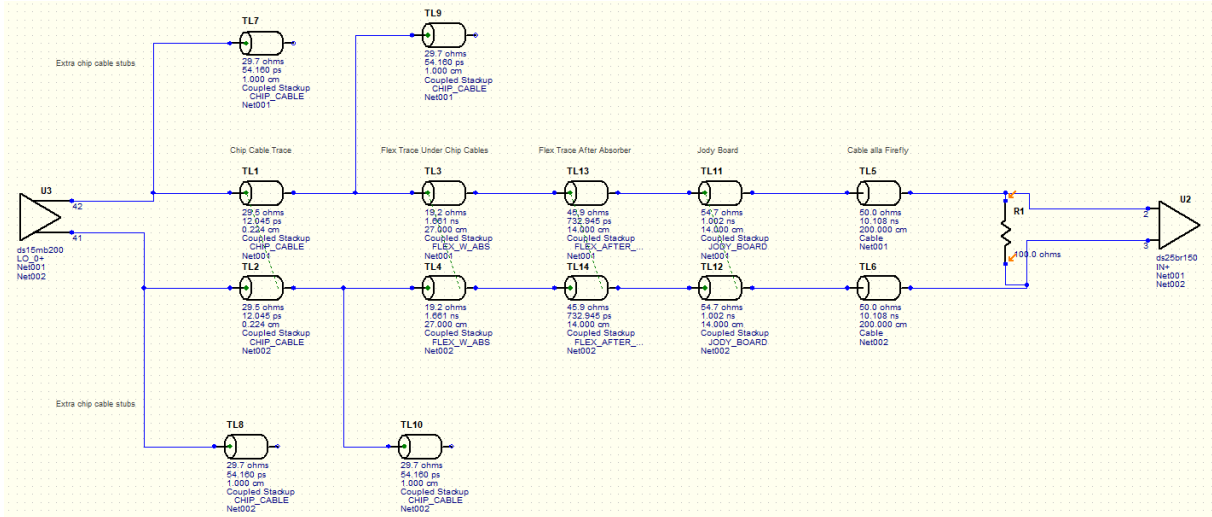 TL7
29.7 ohms
54.160 ps
1.000 cm
Coupled Stackup
CHIP_CABLE
Net001
TL9
29.7 ohms
54.160 ps
1.000 cm
Coupled Stackup
CHIP_CABLE
Net001
Extra chip cable stubs
Chip Cable Trace
Flex Trace Under Chip Cables
Flex Trace After Absorber
Jody Board
Cable alla Firefly
U3
42
41
ds15mb200
LO_0+
Net001
Net002
TL1
29.5 ohms
12.045 ps
0.224 cm
Coupled Stackup
CHIP_CABLE
Net001
TL3
19.2 ohms
1.661 ns
27.000 cm
Coupled Stackup
FLEX_W_ABS
Net001
TL13
45.9 ohms
732.945 ps
14.000 cm
Coupled Stackup
FLEX_AFTER_...
Net001
TL11
54.7 ohms
1.002 ns
14.000 cm
Coupled Stackup
JODY_BOARD
Net001
TL5
50.0 ohms
10.108 ns
200.000 cm
Cable
Net001
R1
100.0 ohms
U2
2
3
ds25br150
IN+
Net001
Net002
TL2
29.5 ohms
12.045 ps
0.224 cm
Coupled Stackup
CHIP_CABLE
Net002
TL4
19.2 ohms
1.661 ns
27.000 cm
Coupled Stackup
FLEX_W_ABS
Net002
TL14
45.9 ohms
732.945 ps
14.000 cm
Coupled Stackup
FLEX_AFTER_...
Net002
TL12
54.7 ohms
1.002 ns
14.000 cm
Coupled Stackup
JODY_BOARD
Net002
TL6
50.0 ohms
10.108 ns
200.000 cm
Cable
Net002
Extra chip cable stubs
TL8
29.7 ohms
54.160 ps
1.000 cm
Coupled Stackup
CHIP_CABLE
Net002
TL10
29.7 ohms
54.160 ps
1.000 cm
Coupled Stackup
CHIP_CABLE
Net002